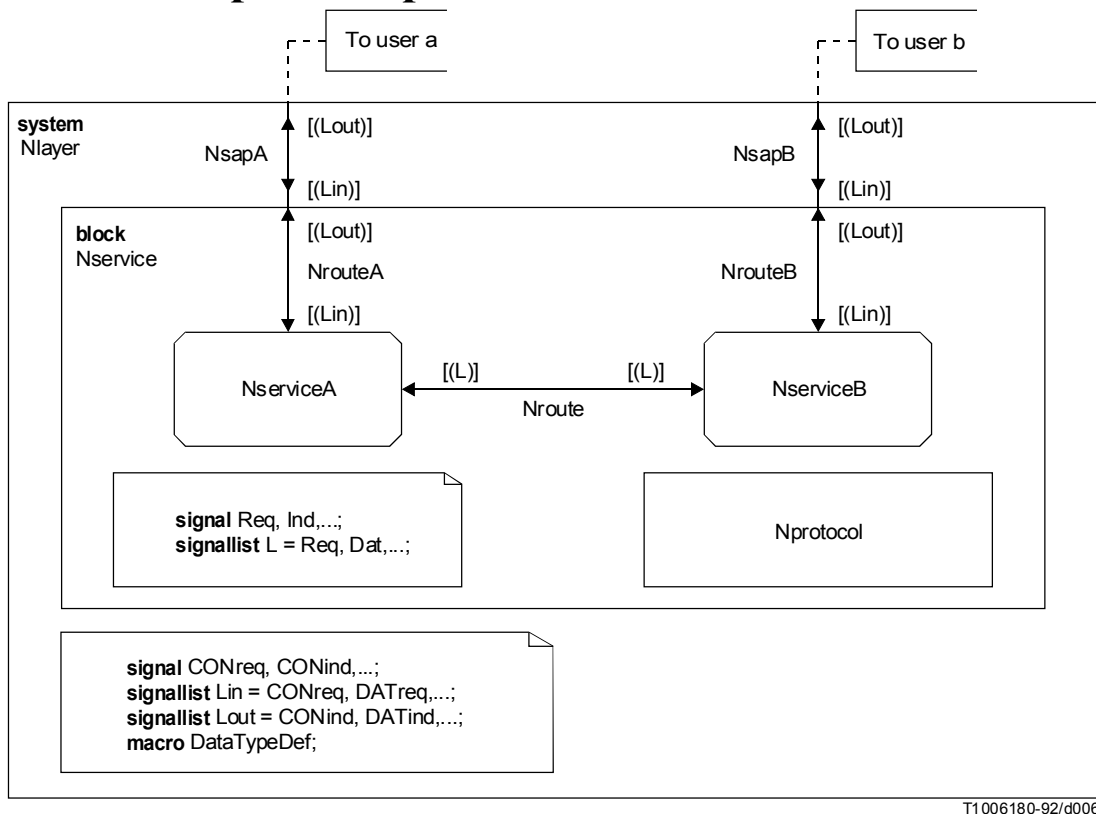 To user a
To user b
system
Nlayer
[(Lout)]
[(Lout)]
NsapA
NsapB
[(Lin)]
[(Lin)]
block
Nservice
[(Lout)]
[(Lout)]
NrouteA
NrouteB
[(Lin)]
[(Lin)]
NserviceA
[(L)]
[(L)]
NserviceB
Nroute
signal Req, Ind,...;
signallist L = Req, Dat,...;
Nprotocol
signal CONreq, CONind,...;
signallist Lin = CONreq, DATreq,...;
signallist Lout = CONind, DATind,...;
macro DataTypeDef;
T1006180-92/d006